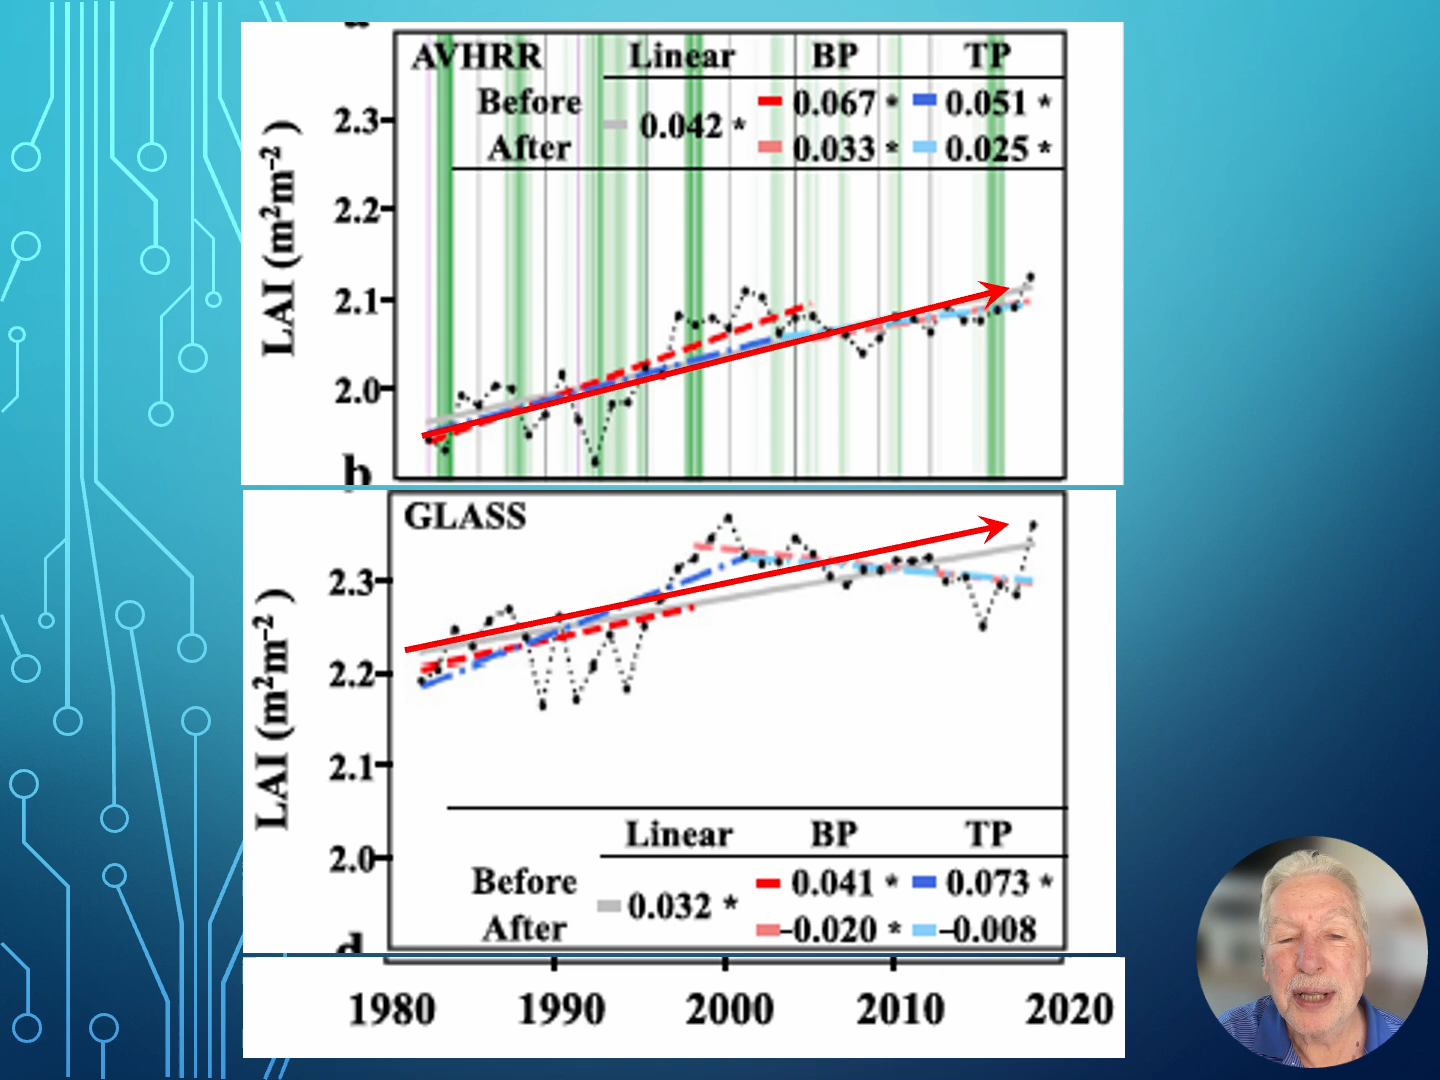 a
AVHRR Linear BP TP
Before 0.067 * 0.051 *
0.042 *
After 0.033 * 0.025 *
LAI (m²m⁻²)
2.3
2.2
2.1
2.0
b
GLASS
LAI (m²m⁻²)
2.3
2.2
2.1
2.0
Linear BP TP
Before 0.041 * 0.073 *
0.032 *
After -0.020 * -0.008
d
1980 1990 2000 2010 2020